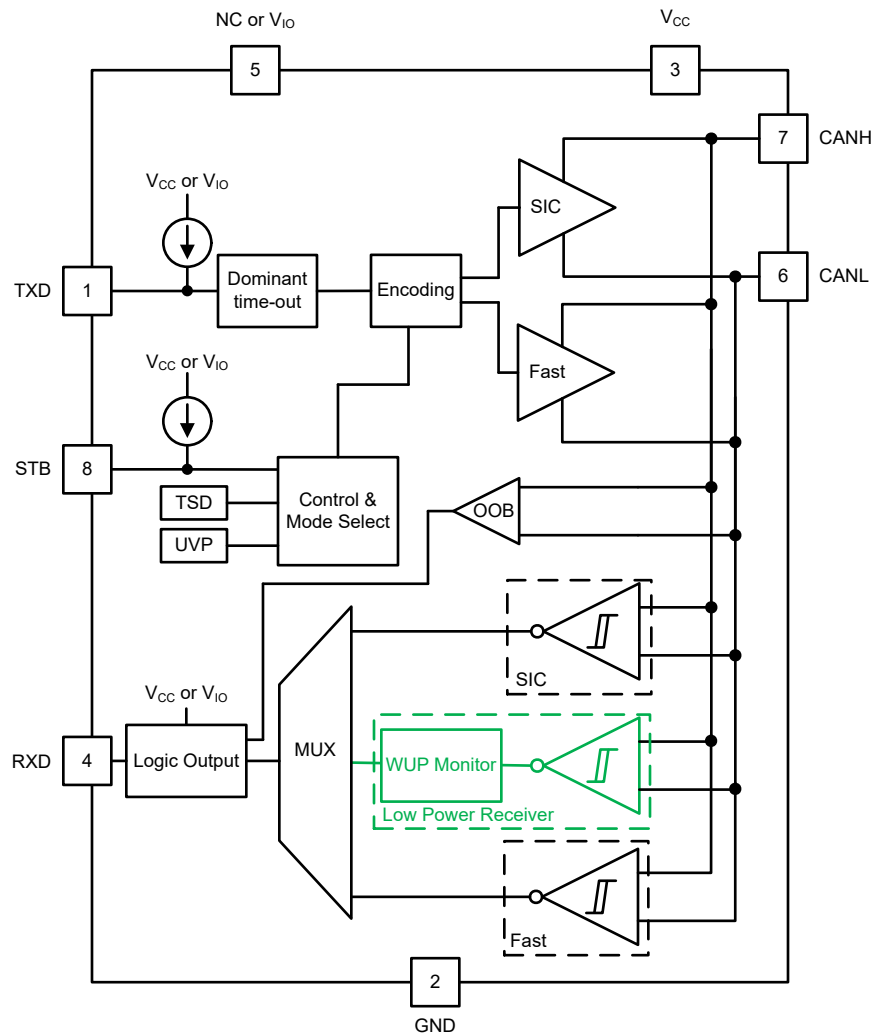 NC or VIO
VCC
5
3
7
CANH
VCC or VIO
SIC
6
CANL
TXD
1
Dominant
time-out
Encoding
Fast
VCC or VIO
STB
8
Control &
Mode Select
TSD
UVP
OOB
SIC
VCC or VIO
RXD
4
Logic Output
MUX
WUP Monitor
Low Power Receiver
Fast
2
GND